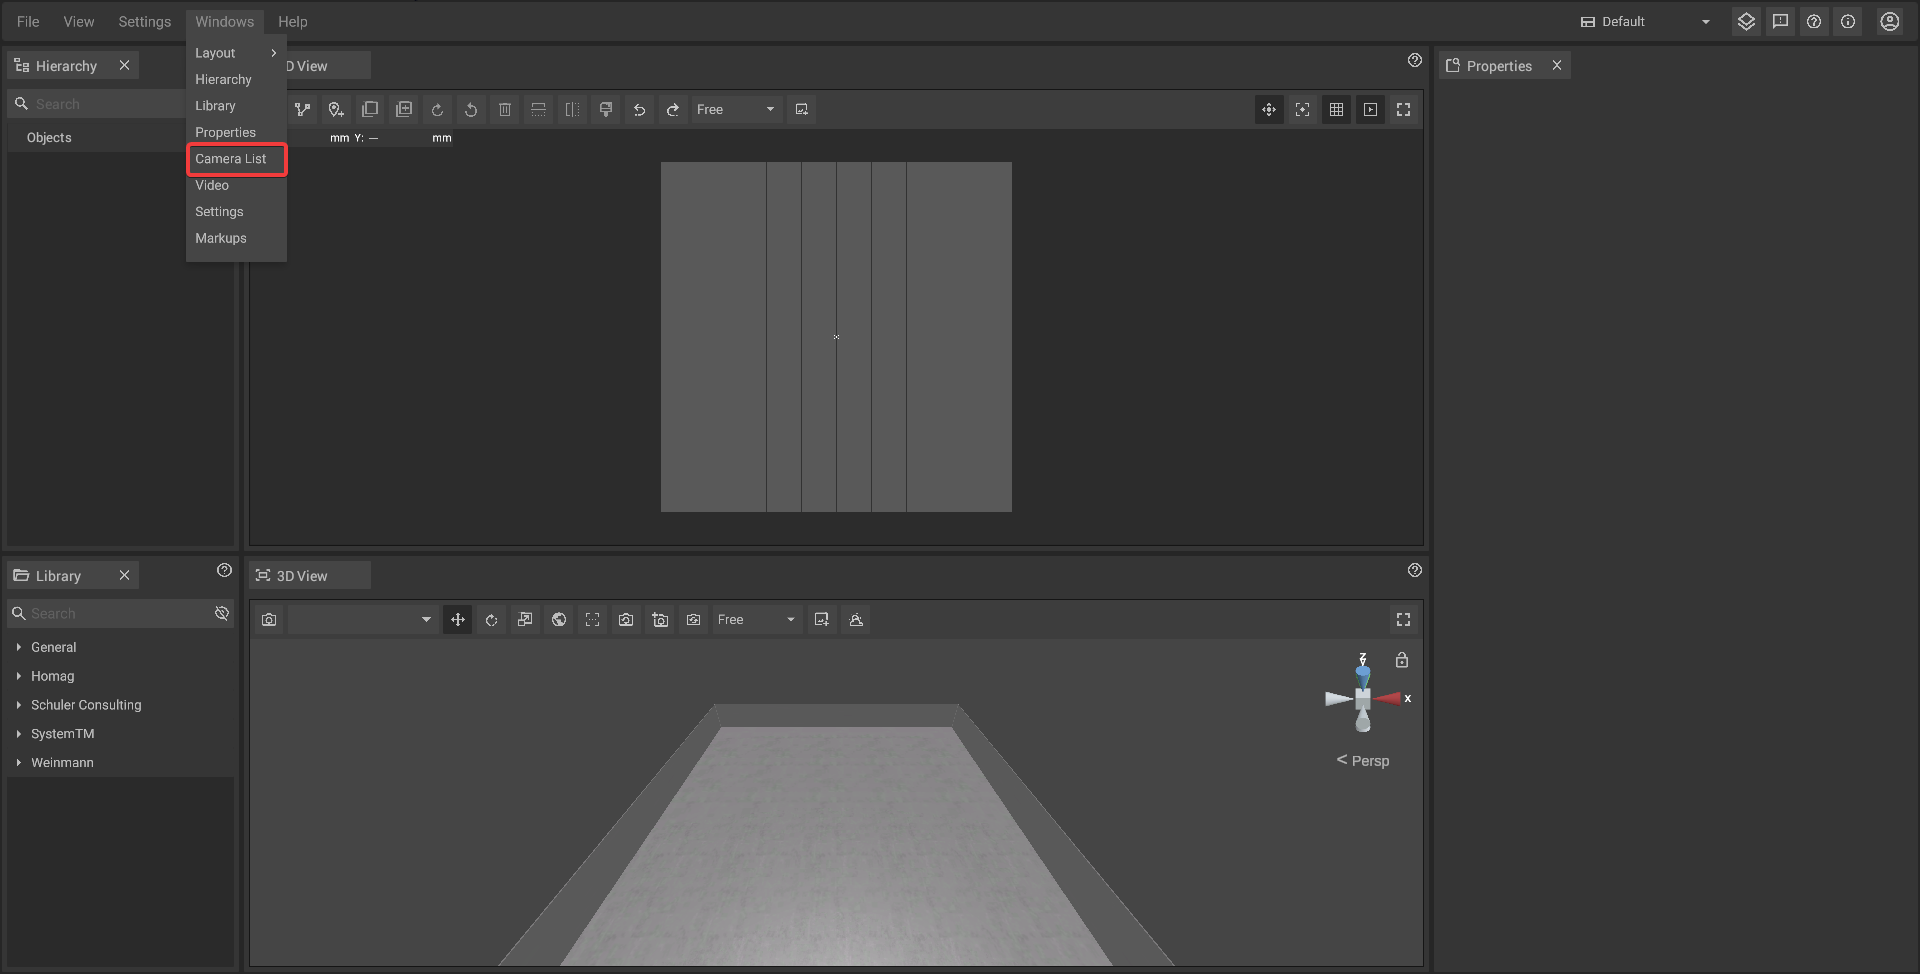 File View Settings Windows Help Default
Layout
Hierarchy
Library
Properties
Camera List
Video
Settings
Markups
Hierarchy
Search
Objects
D View
Free
mm Y: —
mm
Properties
Library
Search
General
Homag
Schuler Consulting
SystemTM
Weinmann
3D View
Free
x
Persp